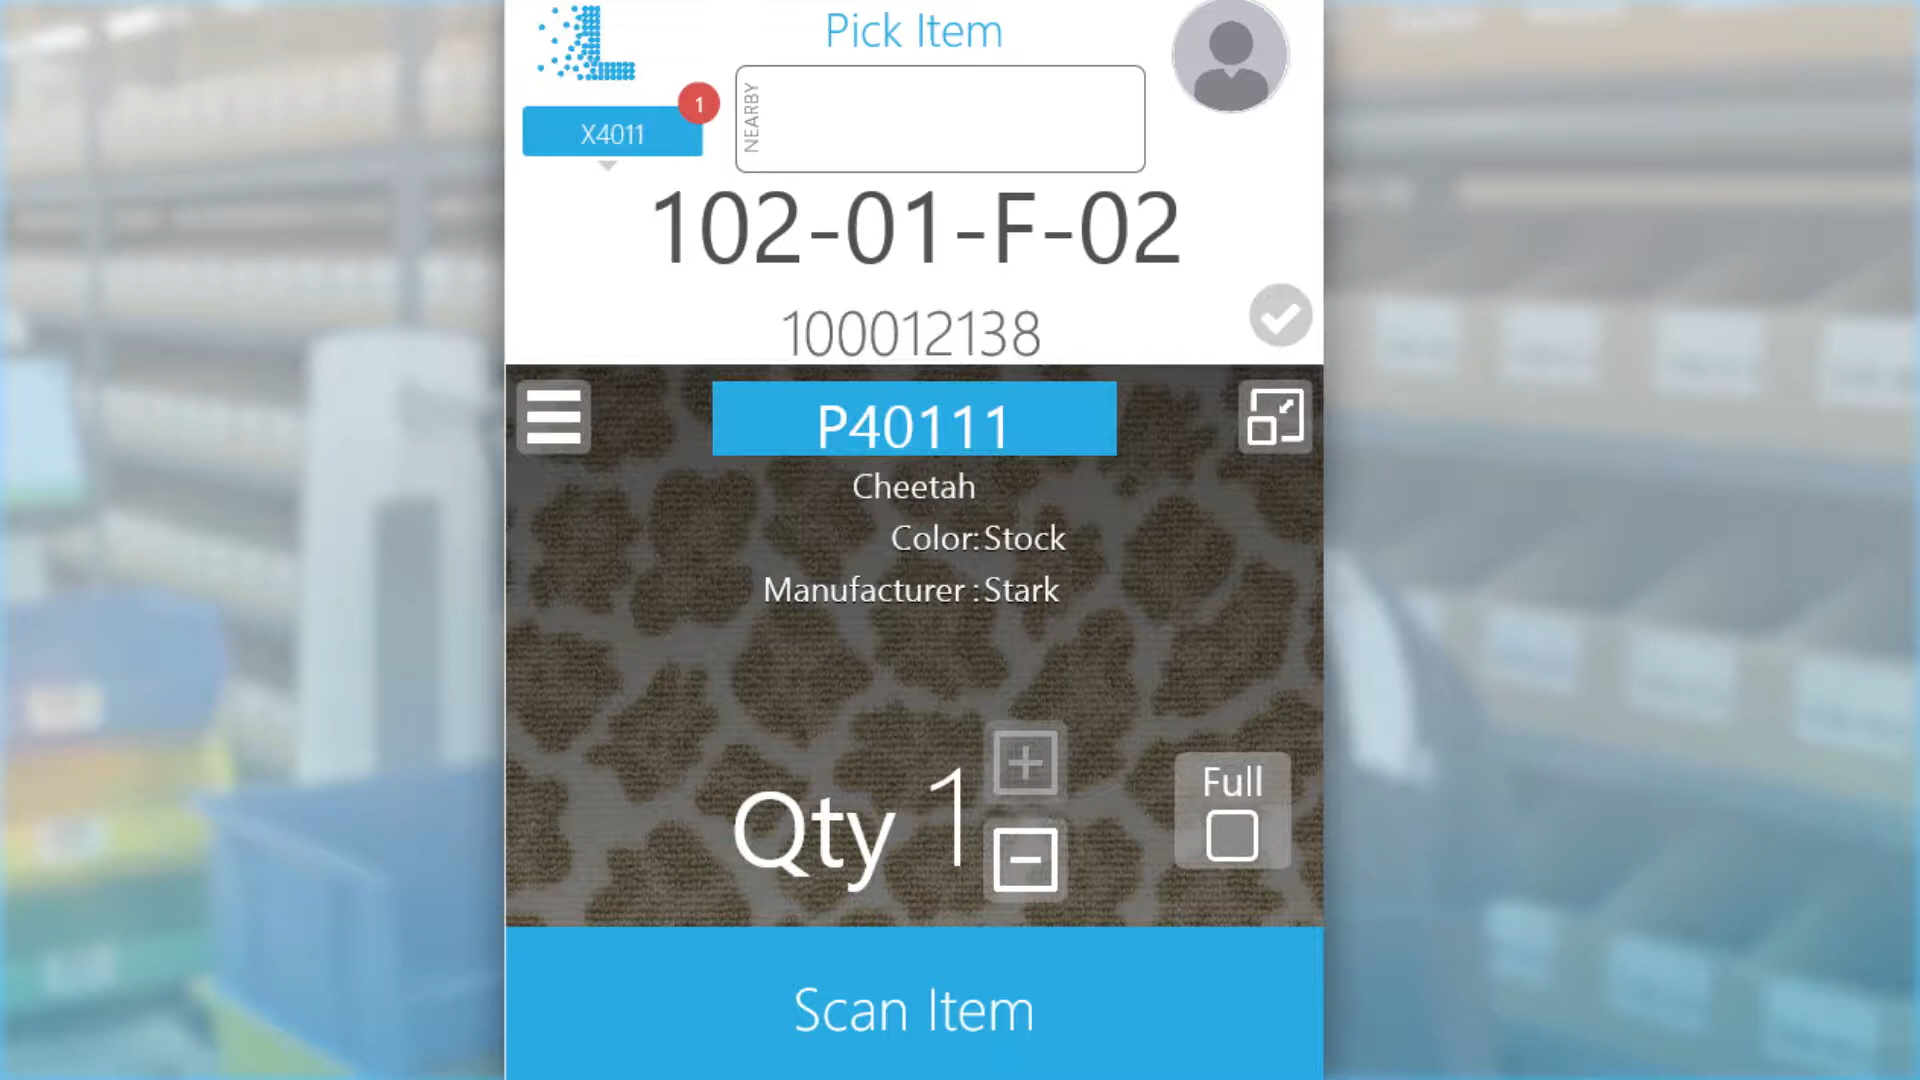 Pick Item
1
X4011
NEARBY
102-01-F-02
100012138
P40111
Cheetah
Color: Stock
Manufacturer : Stark
Qty 1
Full
Scan Item